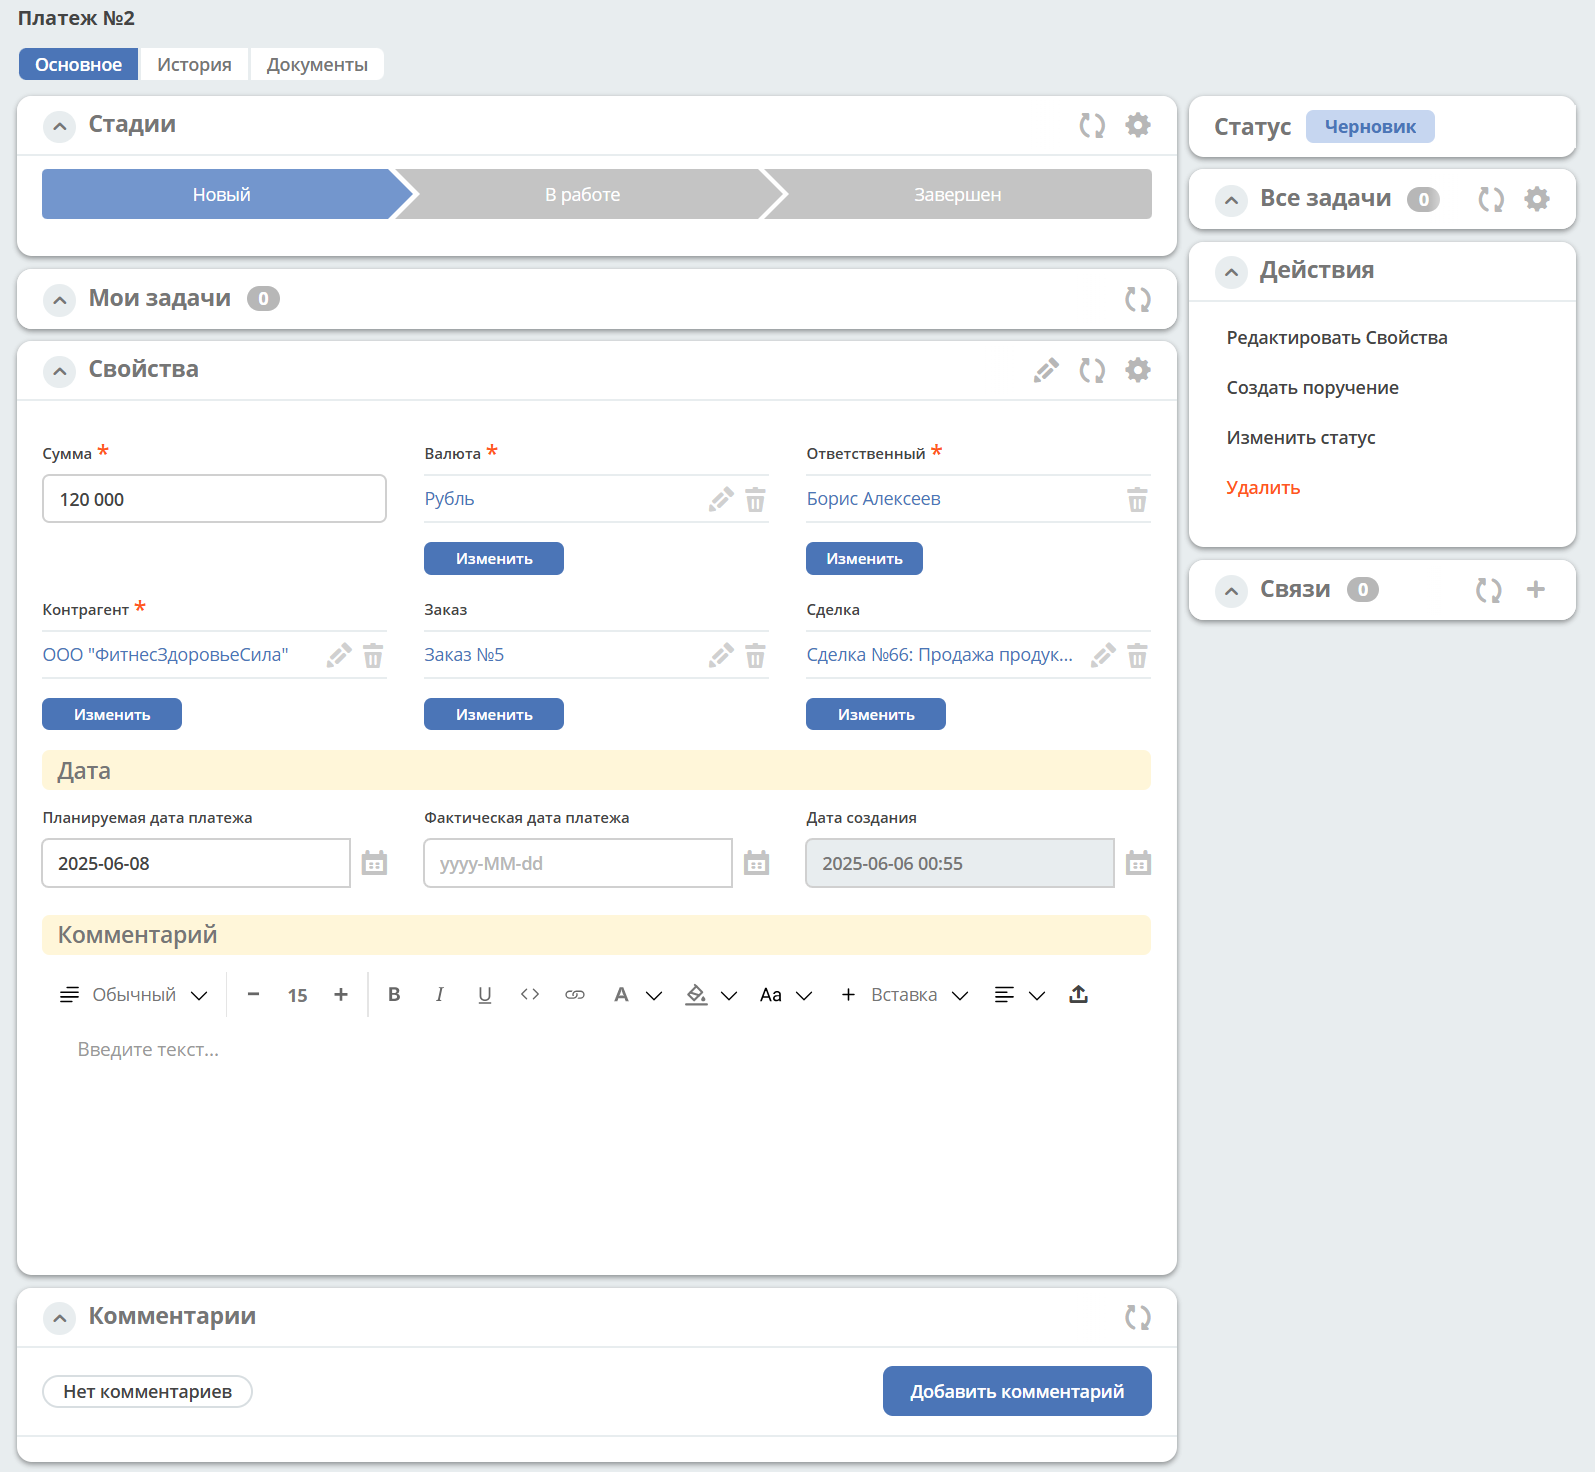 Платеж №2
Основное История Документы
Стадии
Новый В работе Завершен
Мои задачи 0
Свойства
Сумма * Валюта * Ответственный *
120 000 Рубль Борис Алексеев
Изменить Изменить
Контрагент * Заказ Сделка
ООО "ФитнесЗдоровьеСила" Заказ №5 Сделка №66: Продажа продук...
Изменить Изменить Изменить
Дата
Планируемая дата платежа Фактическая дата платежа Дата создания
2025-06-08 yyyy-MM-dd 2025-06-06 00:55
Комментарий
Обычный − 15 + B I U <> A Aa + Вставка
Введите текст...
Комментарии
Нет комментариев Добавить комментарий
Статус Черновик
Все задачи 0
Действия
Редактировать Свойства
Создать поручение
Изменить статус
Удалить
Связи 0 +